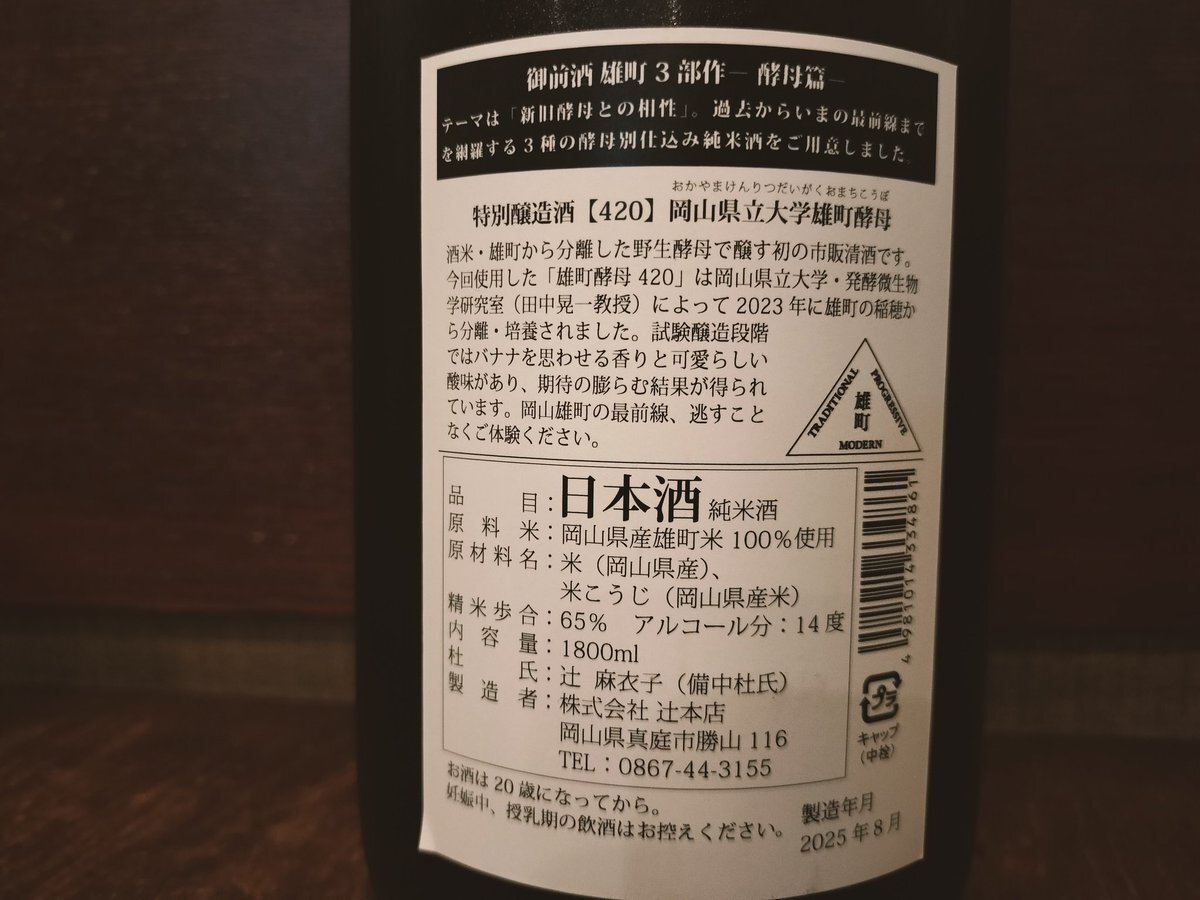 御前酒 雄町3部作— 酵母篇—
テーマは「新旧酵母との相性」。過去からいまの最前線まで
を網羅する3種の酵母別仕込み純米酒をご用意しました。
おかやまけんりつだいがくおまちこうぼ
特別醸造酒【420】岡山県立大学雄町酵母
酒米・雄町から分離した野生酵母で醸す初の市販清酒です。
今回使用した「雄町酵母 420」は岡山県立大学・発酵微生物
学研究室（田中晃一教授）によって 2023 年に雄町の稲穂か
ら分離・培養されました。試験醸造段階
ではバナナを思わせる香りと可愛らしい
酸味があり、期待の膨らむ結果が得られ
ています。岡山雄町の最前線、逃すこと
なくご体験ください。
TRADITIONAL
PROGRESSIVE
雄町
MODERN
品目：日本酒 純米酒
原料米：岡山県産雄町米 100％使用
原材料名：米（岡山県産）、
米こうじ（岡山県産米）
精米歩合：65％ アルコール分：14 度
内容量：1800ml
杜氏：辻 麻衣子（備中杜氏）
製造者：株式会社 辻本店
岡山県真庭市勝山 116
TEL：0867-44-3155
4 981014 334861
プラ
キャップ
（中栓）
お酒は 20 歳になってから。
妊娠中、授乳期の飲酒はお控えください。
製造年月
2025 年 8 月